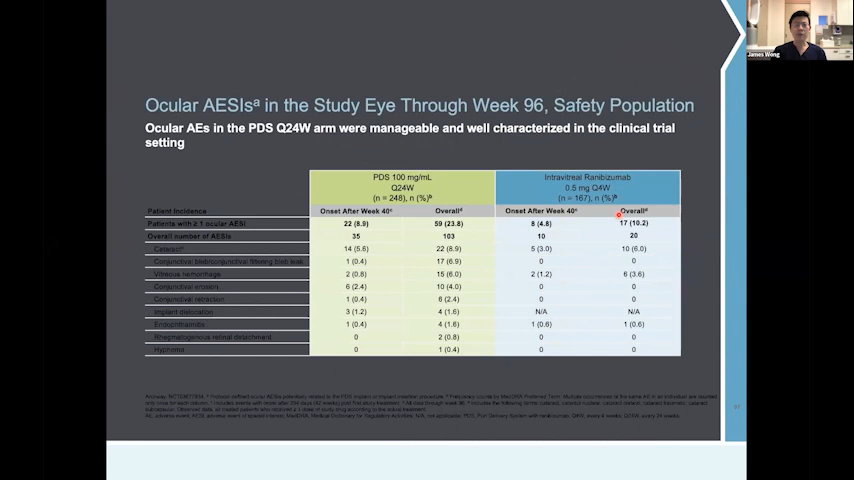 James Wong
Ocular AESIsᵃ in the Study Eye Through Week 96, Safety Population
Ocular AEs in the PDS Q24W arm were manageable and well characterized in the clinical trial
setting
PDS 100 mg/mL
Q24W
(n = 248), n (%)ᵇ
Intravitreal Ranibizumab
0.5 mg Q4W
(n = 167), n (%)ᵇ
Patient Incidence Onset After Week 40ᶜ Overallᵈ Onset After Week 40ᶜ Overallᵈ
Patients with ≥ 1 ocular AESI 22 (8.9) 59 (23.8) 8 (4.8) 17 (10.2)
Overall number of AESIs 35 103 10 20
Cataractᵉ 14 (5.6) 22 (8.9) 5 (3.0) 10 (6.0)
Conjunctival bleb/conjunctival filtering bleb leak 1 (0.4) 17 (6.9) 0 0
Vitreous hemorrhage 2 (0.8) 15 (6.0) 2 (1.2) 6 (3.6)
Conjunctival erosion 6 (2.4) 10 (4.0) 0 0
Conjunctival retraction 1 (0.4) 6 (2.4) 0 0
Implant dislocation 3 (1.2) 4 (1.6) N/A N/A
Endophthalmitis 1 (0.4) 4 (1.6) 1 (0.6) 1 (0.6)
Rhegmatogenous retinal detachment 0 2 (0.8) 0 0
Hyphema 0 1 (0.4) 0 0